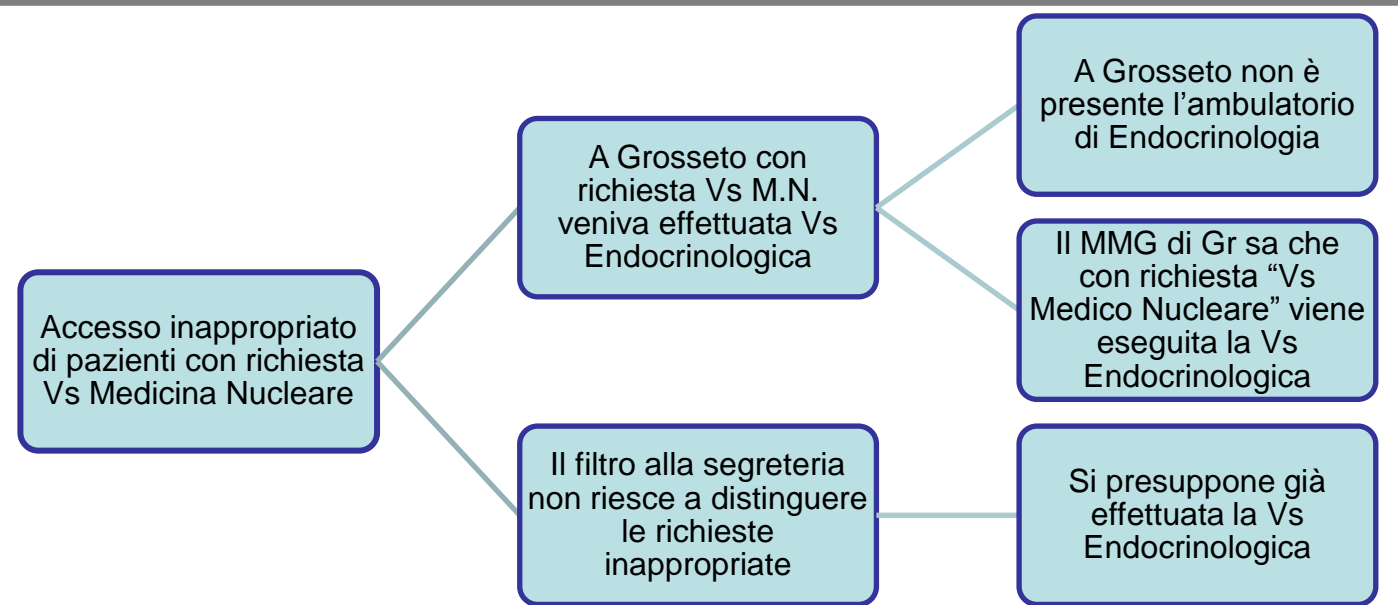 Accesso inappropriato
di pazienti con richiesta
Vs Medicina Nucleare
A Grosseto con
richiesta Vs M.N.
veniva effettuata Vs
Endocrinologica
Il filtro alla segreteria
non riesce a distinguere
le richieste
inappropriate
A Grosseto non è
presente l’ambulatorio
di Endocrinologia
Il MMG di Gr sa che
con richiesta “Vs
Medico Nucleare” viene
eseguita la Vs
Endocrinologica
Si presuppone già
effettuata la Vs
Endocrinologica